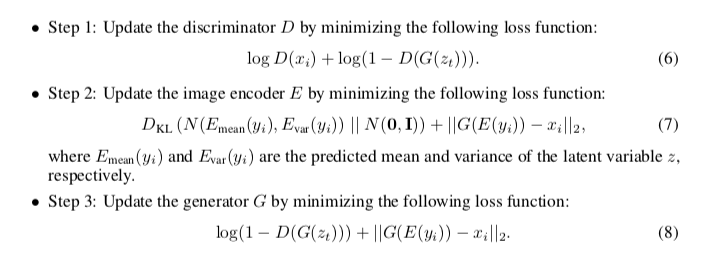 • Step 1: Update the discriminator D by minimizing the following loss function:
log D(x_i) + log(1 − D(G(z_t))). (6)
• Step 2: Update the image encoder E by minimizing the following loss function:
D_KL (N(E_mean(y_i), E_var(y_i)) || N(0, I)) + ||G(E(y_i)) − x_i||_2, (7)
where E_mean(y_i) and E_var(y_i) are the predicted mean and variance of the latent variable z,
respectively.
• Step 3: Update the generator G by minimizing the following loss function:
log(1 − D(G(z_t))) + ||G(E(y_i)) − x_i||_2. (8)